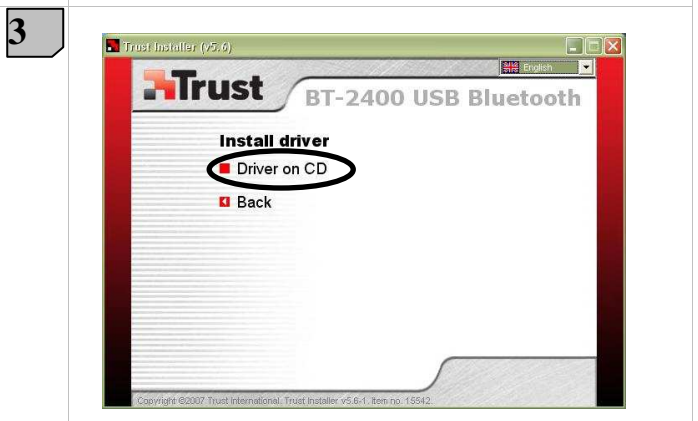 3
Trust Installer (v5.6)
English
Trust
BT-2400 USB Bluetooth
Install driver
Driver on CD
Back
Copyright ©2007 Trust International. Trust Installer v5.6-1. Item no. 15542.